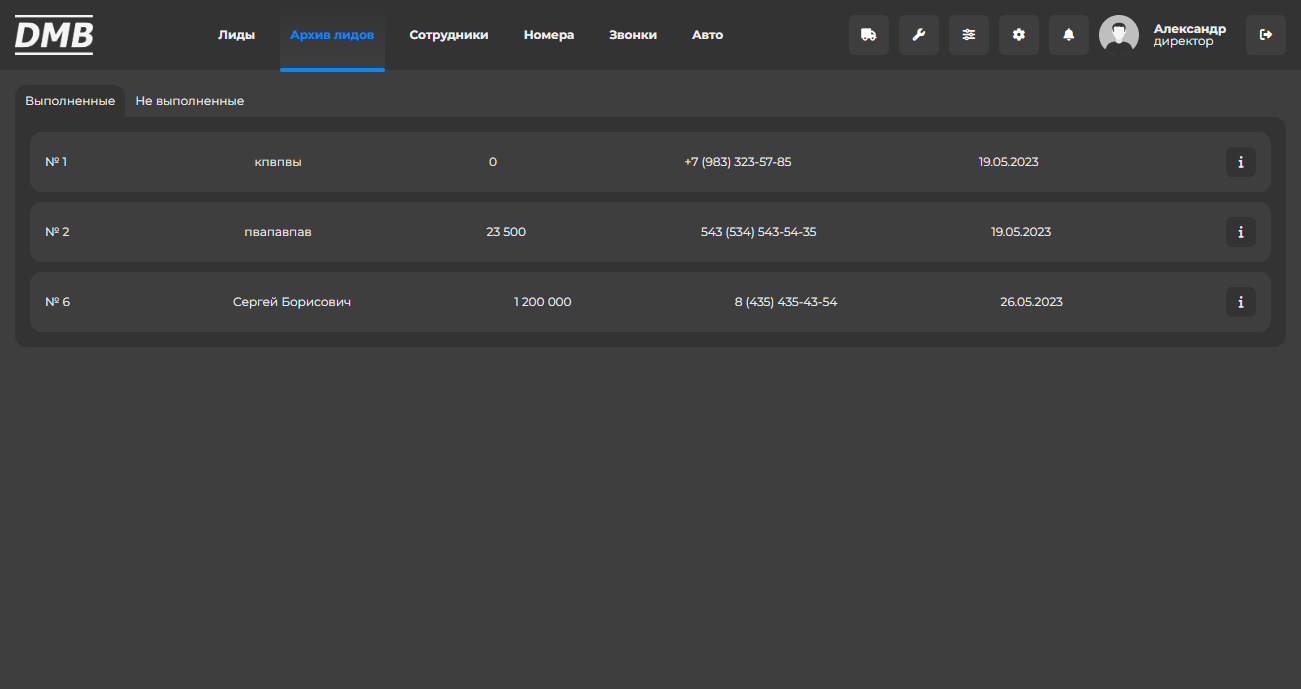 DMB
Лиды
Архив лидов
Сотрудники
Номера
Звонки
Авто
Александр
директор
Выполненные
Не выполненные
№ 1 кпвпвы 0 +7 (983) 323-57-85 19.05.2023
№ 2 пвапавпав 23 500 543 (534) 543-54-35 19.05.2023
№ 6 Сергей Борисович 1 200 000 8 (435) 435-43-54 26.05.2023